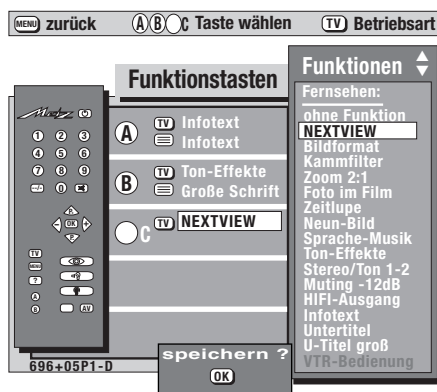 MENU zurück A B C Taste wählen TV Betriebsart
Funktionstasten
Metz
1 2 3
4 5 6
7 8 9
-/-- 0
P+
- OK +
P-
TV
MENU
?
A
B AV
A TV Infotext
Infotext
B TV Ton-Effekte
Große Schrift
C TV NEXTVIEW
Funktionen
Fernsehen:
ohne Funktion
NEXTVIEW
Bildformat
Kammfilter
Zoom 2:1
Foto im Film
Zeitlupe
Neun-Bild
Sprache-Musik
Ton-Effekte
Stereo/Ton 1-2
Muting -12dB
HIFI-Ausgang
Infotext
Untertitel
U-Titel groß
VTR-Bedienung
speichern ?
OK
696+05P1-D